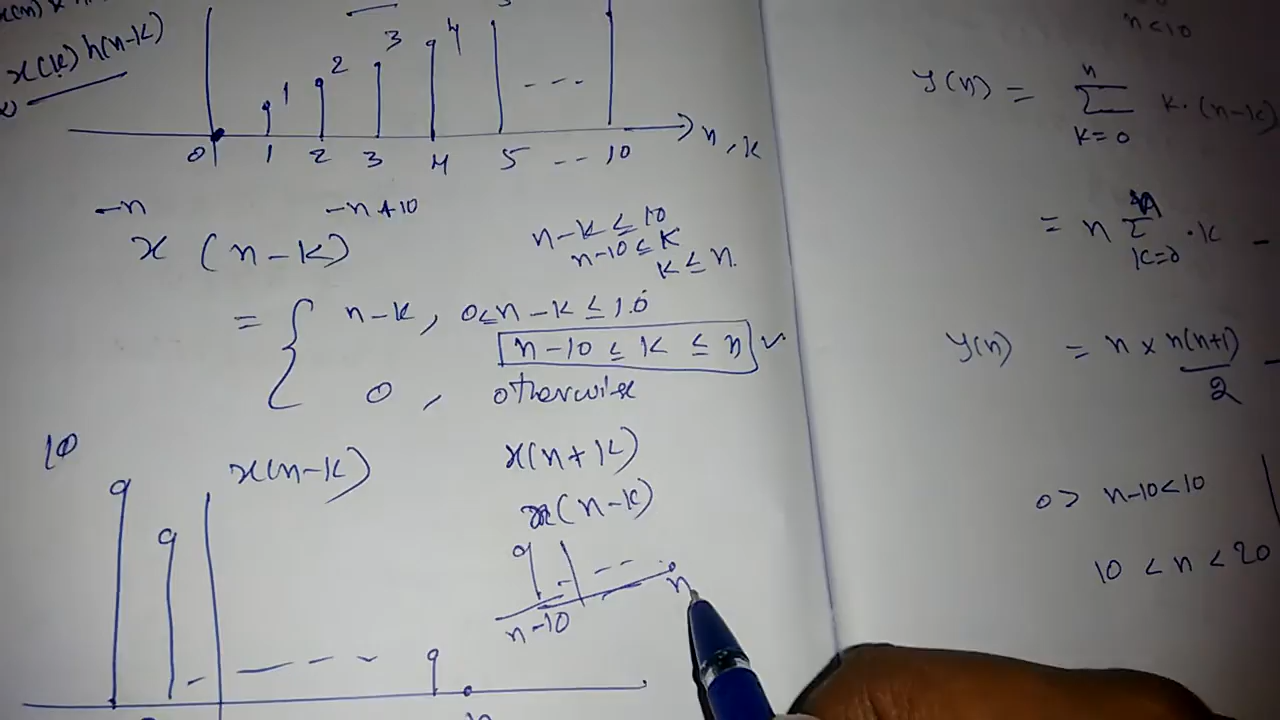 x(k) h(n-k)
1 2 3 4
0 1 2 3 4 5 -- 10 n, k
-n -n+10
x (n-k)
n-k ≤ 10
n-10 ≤ k
k ≤ n.
= { n-k, 0≤n-k ≤ 10
n-10 ≤ k ≤ n
0, otherwise
10
x(n-k)
x(n+k)
x(n-k)
n-10 n
n<10
y(n) = n Σ k=0 k.(n-k)
= n Σ k=0 .k -
y(n) = n x n(n+1)/2 -
0 > n-10<10
10 < n < 20